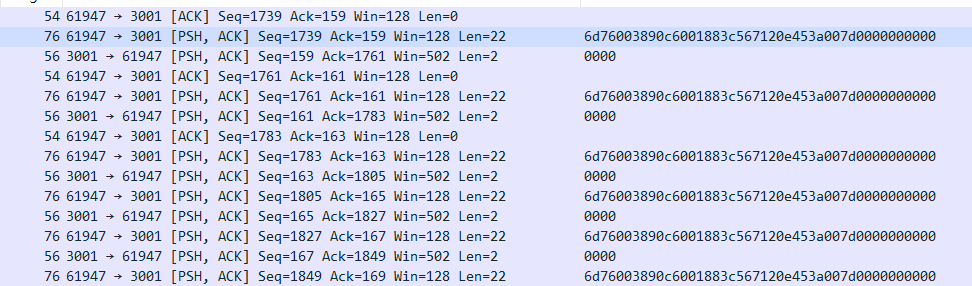 54 61947 → 3001 [ACK] Seq=1739 Ack=159 Win=128 Len=0
76 61947 → 3001 [PSH, ACK] Seq=1739 Ack=159 Win=128 Len=22 6d76003890c6001883c567120e453a007d0000000000
56 3001 → 61947 [PSH, ACK] Seq=159 Ack=1761 Win=502 Len=2 0000
54 61947 → 3001 [ACK] Seq=1761 Ack=161 Win=128 Len=0
76 61947 → 3001 [PSH, ACK] Seq=1761 Ack=161 Win=128 Len=22 6d76003890c6001883c567120e453a007d0000000000
56 3001 → 61947 [PSH, ACK] Seq=161 Ack=1783 Win=502 Len=2 0000
54 61947 → 3001 [ACK] Seq=1783 Ack=163 Win=128 Len=0
76 61947 → 3001 [PSH, ACK] Seq=1783 Ack=163 Win=128 Len=22 6d76003890c6001883c567120e453a007d0000000000
56 3001 → 61947 [PSH, ACK] Seq=163 Ack=1805 Win=502 Len=2 0000
76 61947 → 3001 [PSH, ACK] Seq=1805 Ack=165 Win=128 Len=22 6d76003890c6001883c567120e453a007d0000000000
56 3001 → 61947 [PSH, ACK] Seq=165 Ack=1827 Win=502 Len=2 0000
76 61947 → 3001 [PSH, ACK] Seq=1827 Ack=167 Win=128 Len=22 6d76003890c6001883c567120e453a007d0000000000
56 3001 → 61947 [PSH, ACK] Seq=167 Ack=1849 Win=502 Len=2 0000
76 61947 → 3001 [PSH, ACK] Seq=1849 Ack=169 Win=128 Len=22 6d76003890c6001883c567120e453a007d0000000000